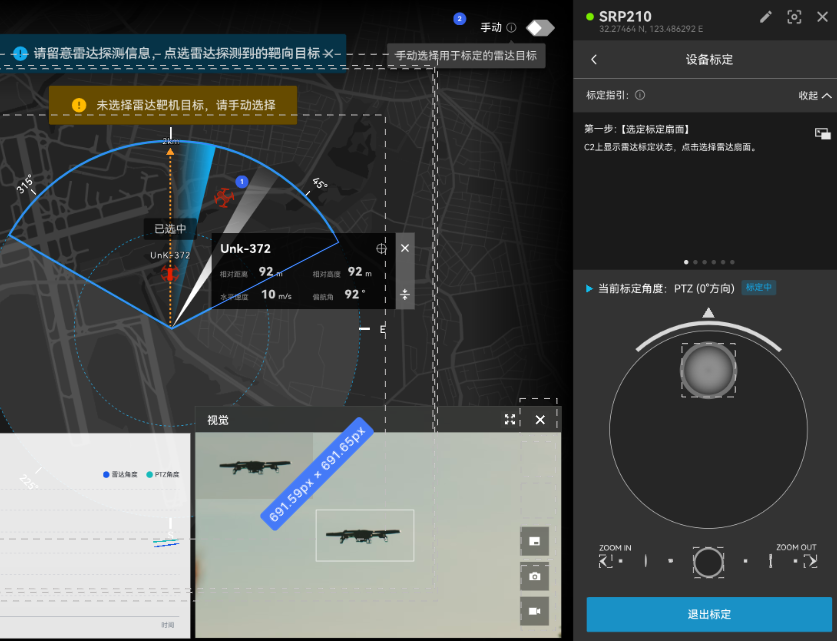 2
手动
请留意雷达探测信息，点选雷达探测到的靶向目标
手动选择用于标定的雷达目标
未选择雷达靶机目标，请手动选择
2km
315°
45°
1
已选中
UnK-372
Unk-372
相对距离 92 m
相对高度 92 m
水平速度 10 m/s
偏航角 92 °
E
225°
视觉
691.59px × 691.65px
雷达角度
PTZ角度
时间
SRP210
32.27464 N, 123.486292 E
设备标定
标定指引：
收起
第一步：【选定标定扇面】
C2上显示雷达标定状态，点击选择雷达扇面。
当前标定角度： PTZ (0°方向)
标定中
ZOOM IN
ZOOM OUT
退出标定